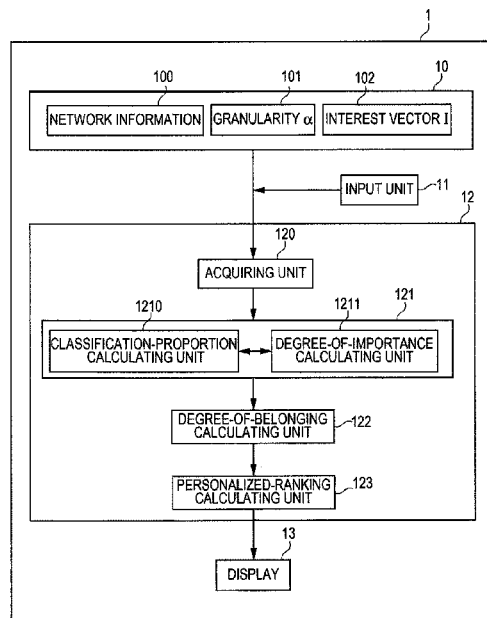 1
10
100
101
102
NETWORK INFORMATION
GRANULARITY α
INTEREST VECTOR I
INPUT UNIT
11
12
120
ACQUIRING UNIT
121
1210
1211
CLASSIFICATION-PROPORTION
CALCULATING UNIT
DEGREE-OF-IMPORTANCE
CALCULATING UNIT
DEGREE-OF-BELONGING
CALCULATING UNIT
122
PERSONALIZED-RANKING
CALCULATING UNIT
123
13
DISPLAY